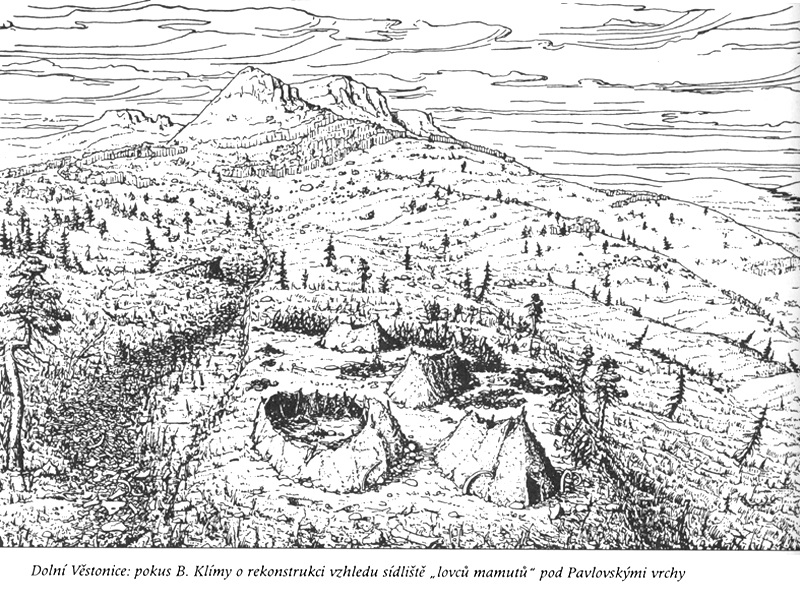 Dolní Věstonice: pokus B. Klímy o rekonstrukci vzhledu sídliště „lovců mamutů“ pod Pavlovskými vrchy